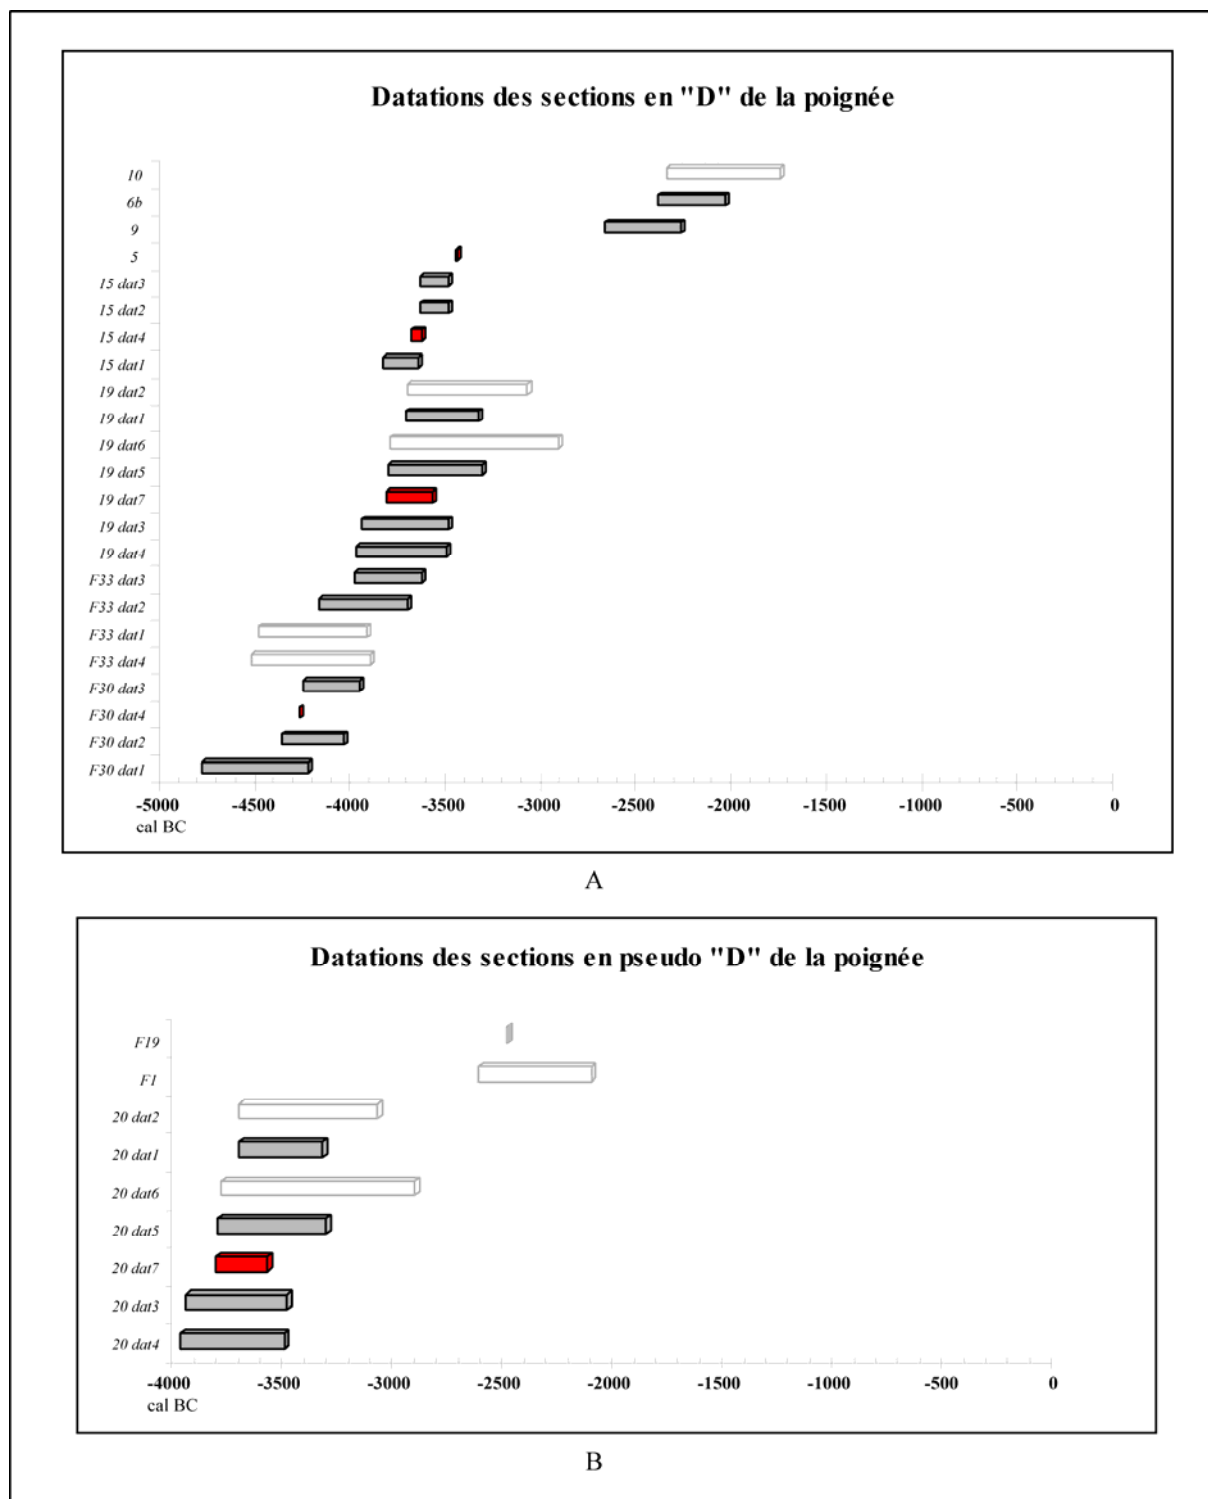 Datations des sections en "D" de la poignée
10
6b
9
5
15 dat3
15 dat2
15 dat4
15 dat1
19 dat2
19 dat1
19 dat6
19 dat5
19 dat7
19 dat3
19 dat4
F33 dat3
F33 dat2
F33 dat1
F33 dat4
F30 dat3
F30 dat4
F30 dat2
F30 dat1
-5000 -4500 -4000 -3500 -3000 -2500 -2000 -1500 -1000 -500 0
cal BC
A
Datations des sections en pseudo "D" de la poignée
F19
F1
20 dat2
20 dat1
20 dat6
20 dat5
20 dat7
20 dat3
20 dat4
-4000 -3500 -3000 -2500 -2000 -1500 -1000 -500 0
cal BC
B